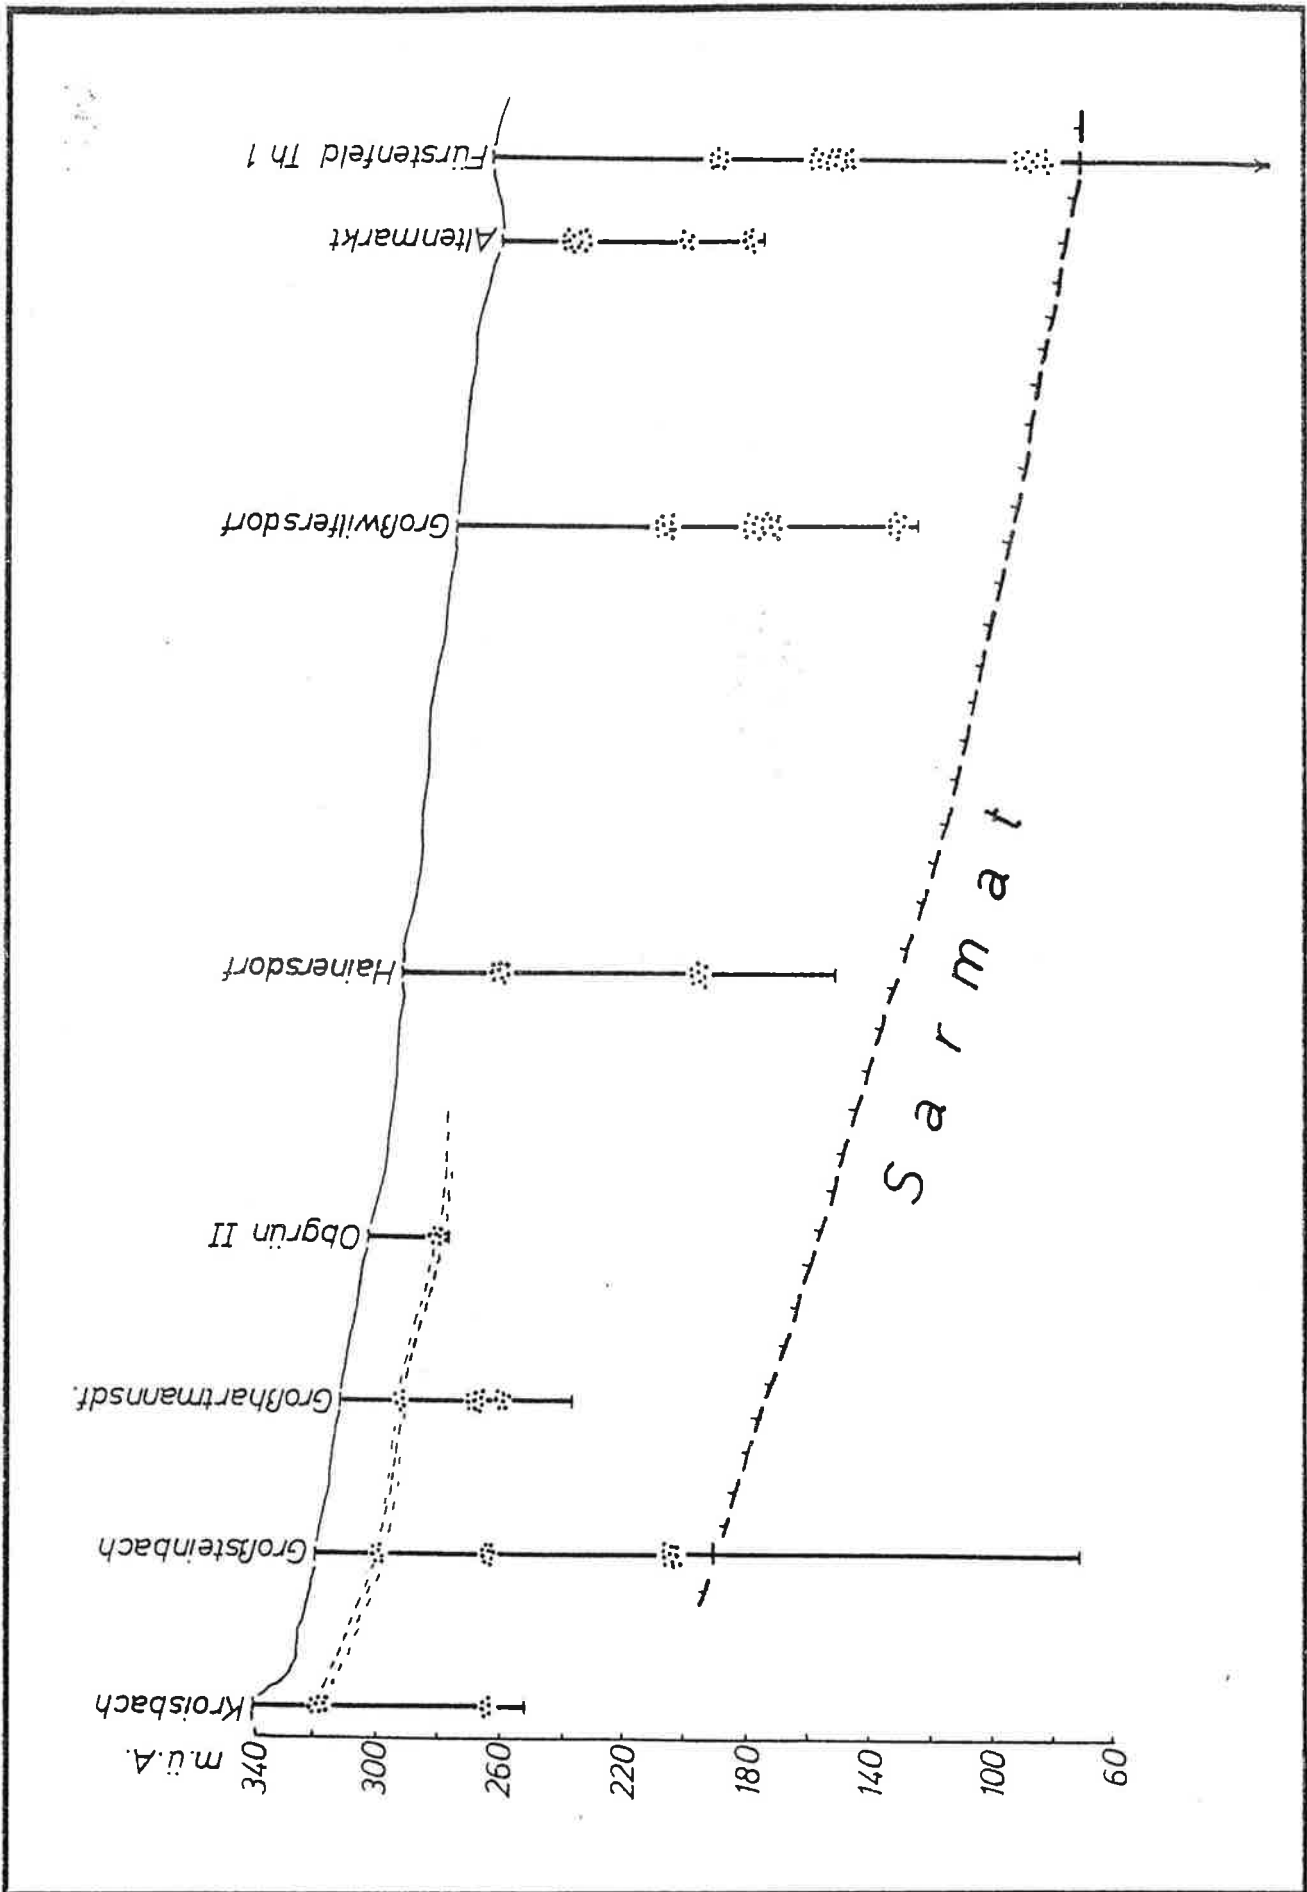 m.ü.A.
340
300
260
220
180
140
100
60
Kroisbach
Großsteinbach
Großhartmannsdf.
Obgrün II
Hainersdorf
Großwilfersdorf
Altenmarkt
Fürstenfeld Th 1
Sarmat